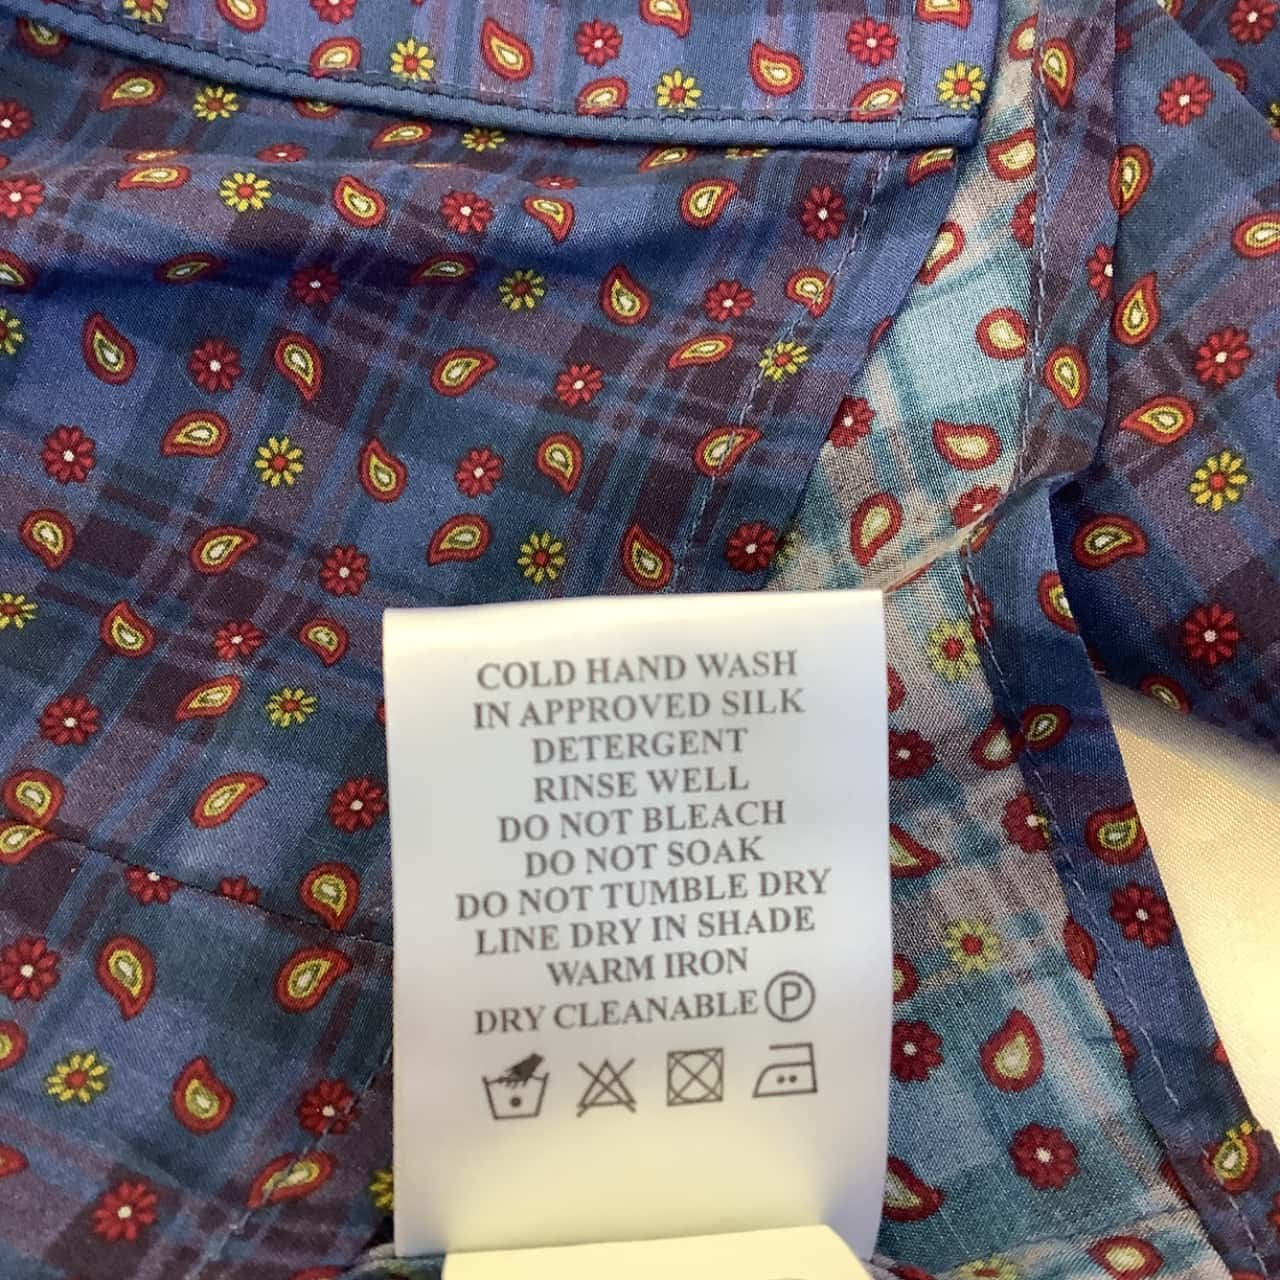 COLD HAND WASH
IN APPROVED SILK
DETERGENT
RINSE WELL
DO NOT BLEACH
DO NOT SOAK
DO NOT TUMBLE DRY
LINE DRY IN SHADE
WARM IRON
DRY CLEANABLE Ⓟ